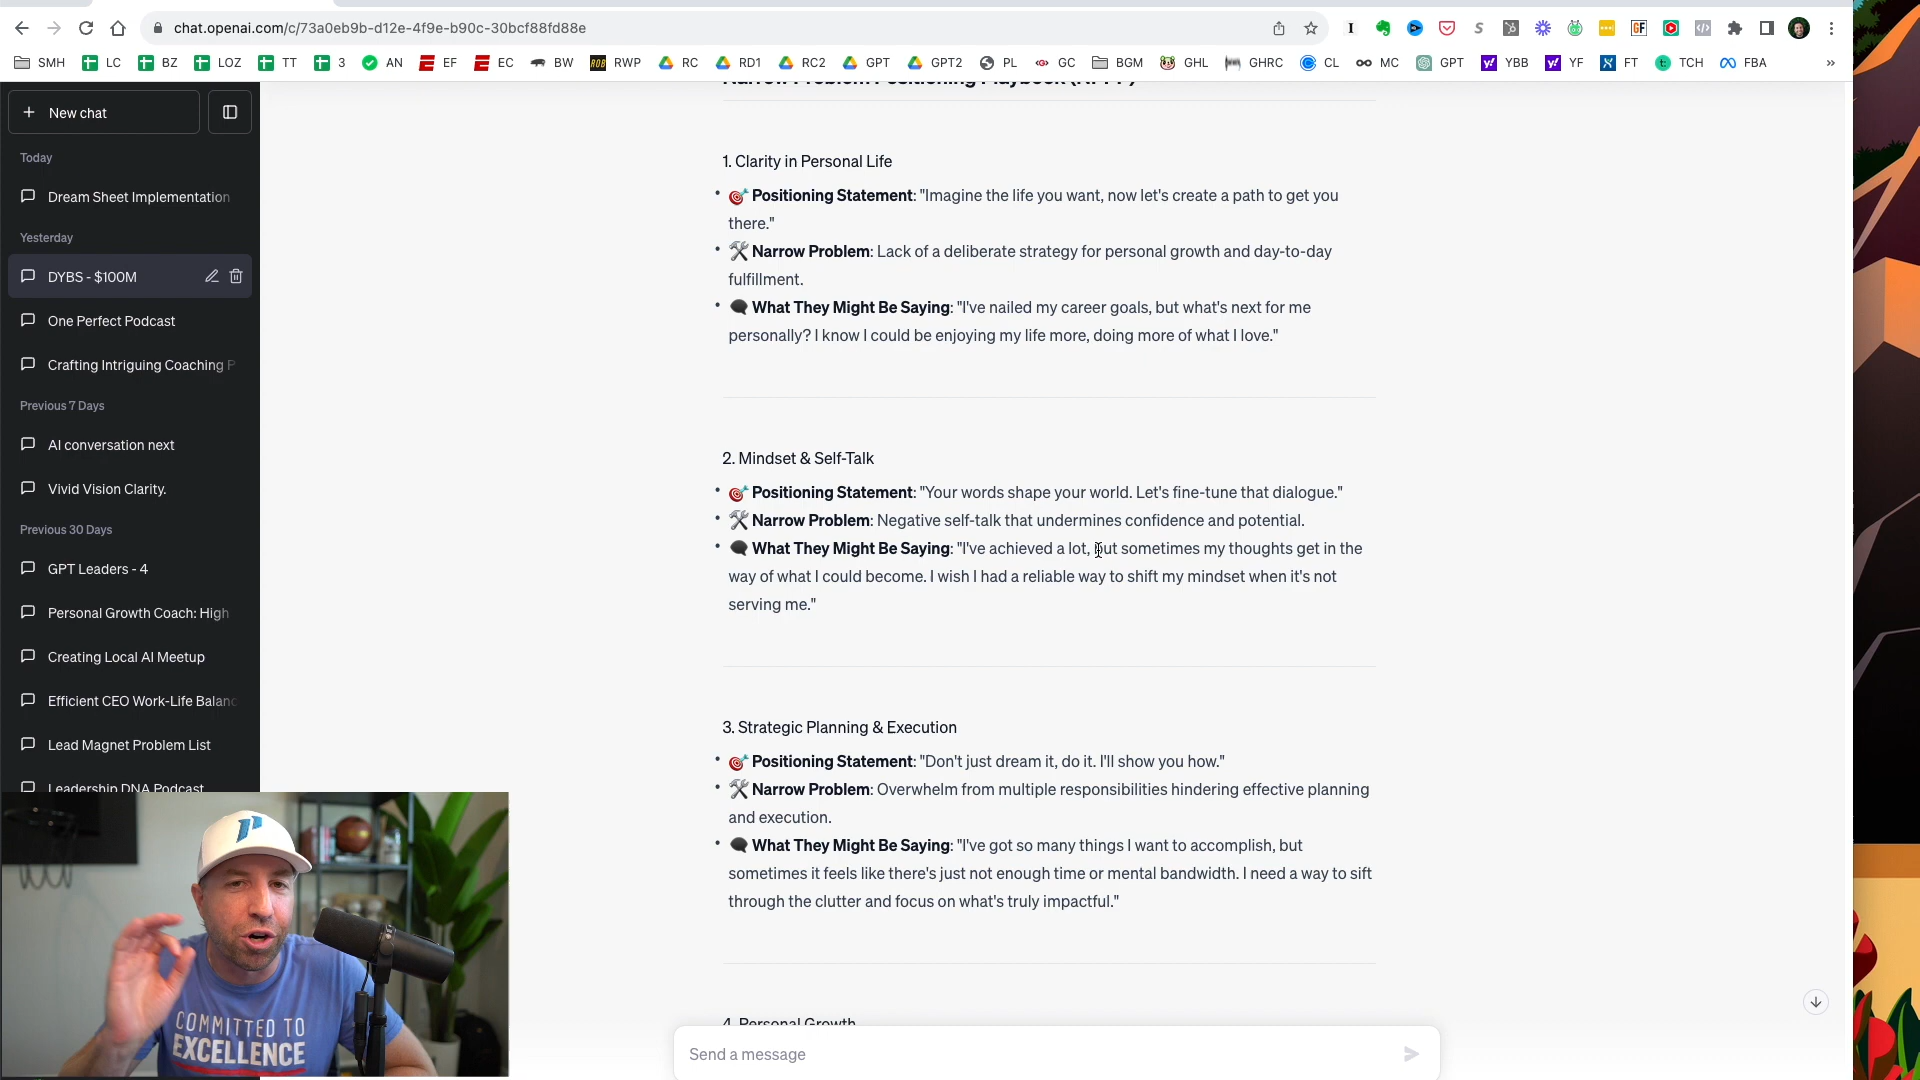 chat.openai.com/c/73a0eb9b-d12e-4f9e-b90c-30bcf88fd88e
SMH LC BZ LOZ TT 3 AN EF EC BW RWP RC RD1 RC2 GPT GPT2 PL GC BGM GHL GHRC CL MC GPT YBB YF FT TCH FBA »
New chat
Today
Dream Sheet Implementation
Yesterday
DYBS - $100M
One Perfect Podcast
Crafting Intriguing Coaching P
Previous 7 Days
AI conversation next
Vivid Vision Clarity.
Previous 30 Days
GPT Leaders - 4
Personal Growth Coach: High
Creating Local AI Meetup
Efficient CEO Work-Life Balanc
Lead Magnet Problem List
Leadership DNA Podcast
Narrow Problem Positioning Playbook
1. Clarity in Personal Life
• 🎯 Positioning Statement: "Imagine the life you want, now let's create a path to get you
there."
• 🛠 Narrow Problem: Lack of a deliberate strategy for personal growth and day-to-day
fulfillment.
• 🗨 What They Might Be Saying: "I've nailed my career goals, but what's next for me
personally? I know I could be enjoying my life more, doing more of what I love."
2. Mindset & Self-Talk
• 🎯 Positioning Statement: "Your words shape your world. Let's fine-tune that dialogue."
• 🛠 Narrow Problem: Negative self-talk that undermines confidence and potential.
• 🗨 What They Might Be Saying: "I've achieved a lot, but sometimes my thoughts get in the
way of what I could become. I wish I had a reliable way to shift my mindset when it's not
serving me."
3. Strategic Planning & Execution
• 🎯 Positioning Statement: "Don't just dream it, do it. I'll show you how."
• 🛠 Narrow Problem: Overwhelm from multiple responsibilities hindering effective planning
and execution.
• 🗨 What They Might Be Saying: "I've got so many things I want to accomplish, but
sometimes it feels like there's just not enough time or mental bandwidth. I need a way to sift
through the clutter and focus on what's truly impactful."
4. Personal Growth
Send a message
COMMITTED TO
EXCELLENCE